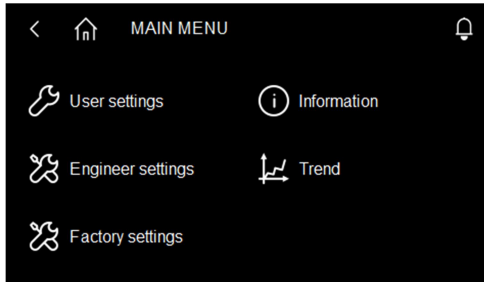 MAIN MENU
User settings
Information
Engineer settings
Trend
Factory settings